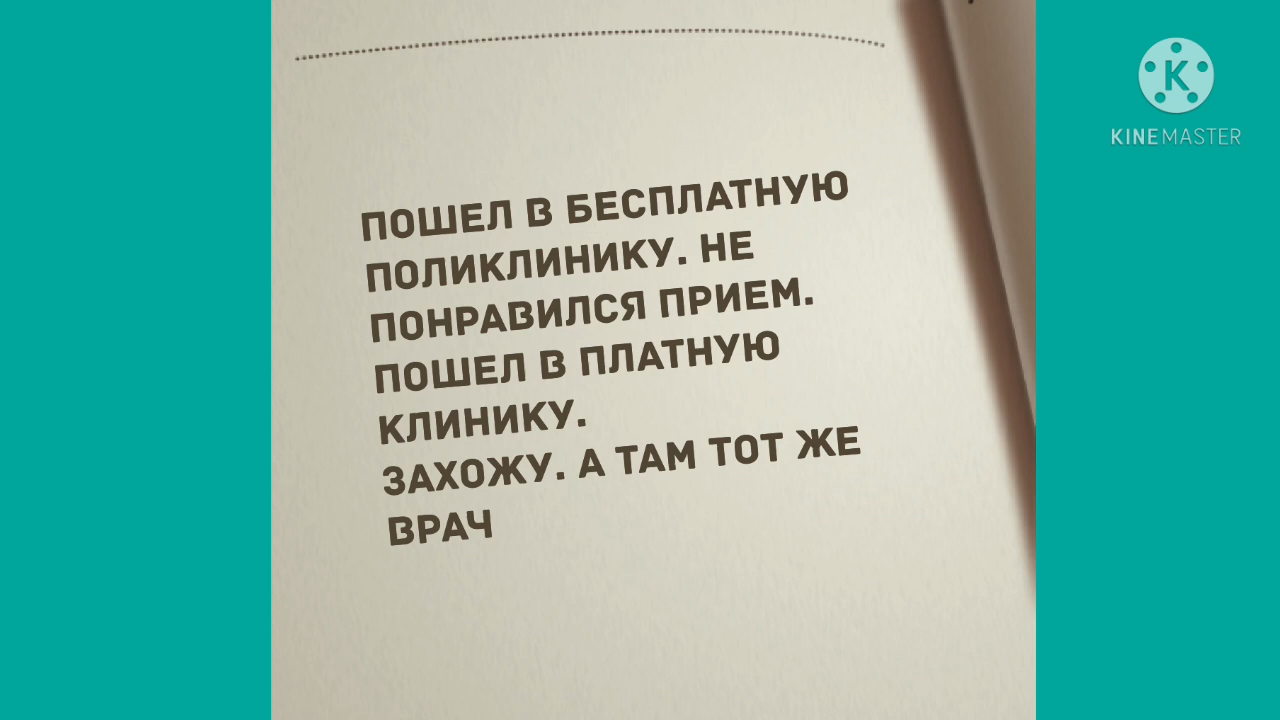 ПОШЕЛ В БЕСПЛАТНУЮ
ПОЛИКЛИНИКУ. НЕ
ПОНРАВИЛСЯ ПРИЕМ.
ПОШЕЛ В ПЛАТНУЮ
КЛИНИКУ.
ЗАХОЖУ. А ТАМ ТОТ ЖЕ
ВРАЧ
K
KINEMASTER